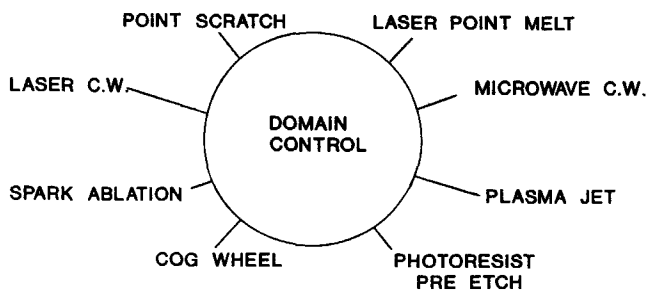 POINT SCRATCH
LASER POINT MELT
LASER C.W.
MICROWAVE C.W.
DOMAIN
CONTROL
SPARK ABLATION
PLASMA JET
COG WHEEL
PHOTORESIST
PRE ETCH